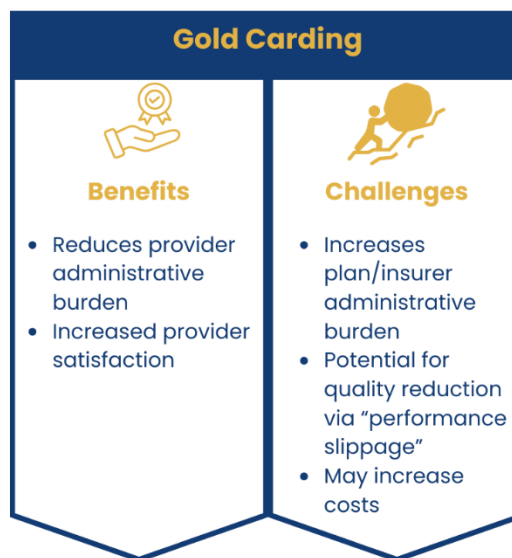 Gold Carding
Benefits
• Reduces provider
administrative
burden
• Increased provider
satisfaction
Challenges
• Increases
plan/insurer
administrative
burden
• Potential for
quality reduction
via “performance
slippage”
• May increase
costs